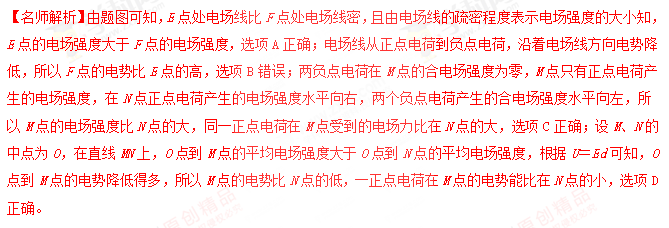 【名师解析】由题图可知，E点处电场线比F点处电场线密，且由电场线的疏密程度表示电场强度的大小知，
E点的电场强度大于F点的电场强度，选项A正确；电场线从正点电荷到负点电荷，沿着电场线方向电势降
低，所以F点的电势比E点的高，选项B错误；两负点电荷在M点的合电场强度为零，M点只有正点电荷产
生的电场强度，在N点正点电荷产生的电场强度水平向右，两个负点电荷产生的合电场强度水平向左，所
以M点的电场强度比N点的大，同一正点电荷在M点受到的电场力比在N点的大，选项C正确；设M、N的
中点为O，在直线MN上，O点到M点的平均电场强度大于O点到N点的平均电场强度，根据U＝Ed可知，O
点到M点的电势降低得多，所以M点的电势比N点的低，一正点电荷在M点的电势能比在N点的小，选项D
正确。